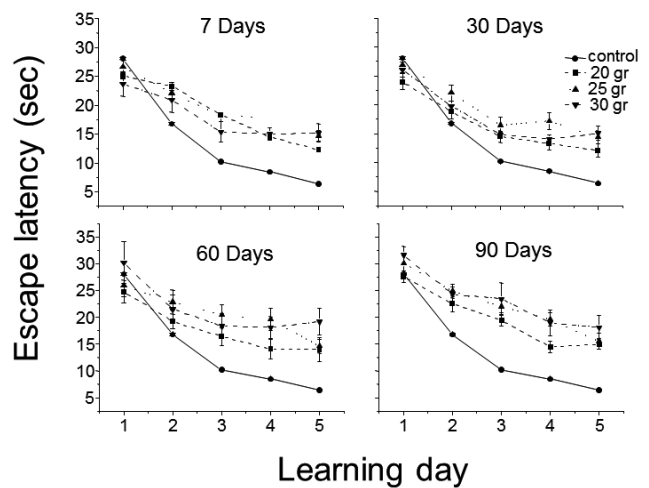 7 Days
30 Days
control
20 gr
25 gr
30 gr
35
30
25
20
15
10
5
60 Days
90 Days
35
30
25
20
15
10
5
1 2 3 4 5
1 2 3 4 5
Escape latency (sec)
Learning day